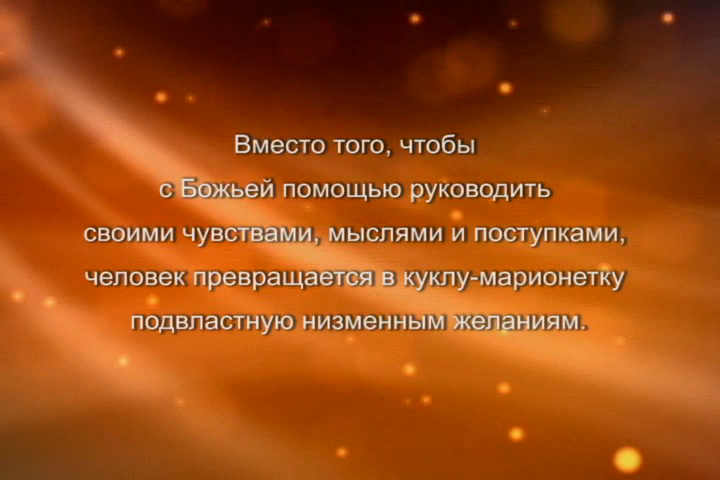 Вместо того, чтобы
с Божьей помощью руководить
своими чувствами, мыслями и поступками,
человек превращается в куклу-марионетку
подвластную низменным желаниям.